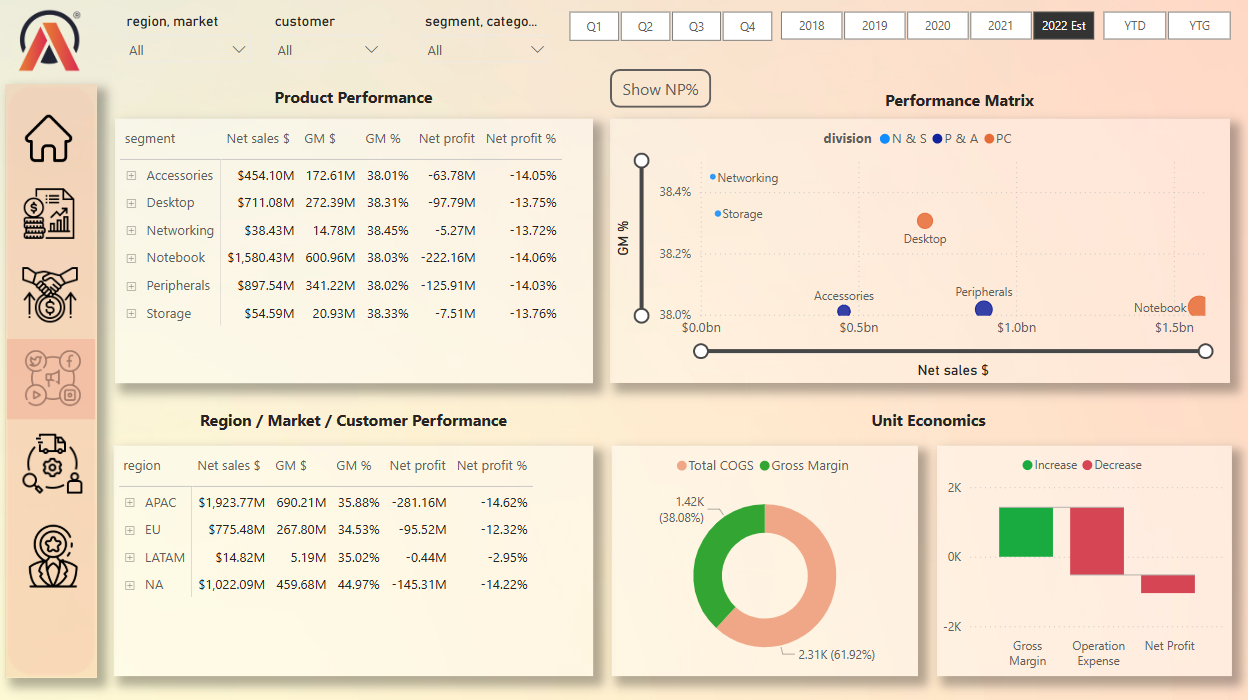 region, market
customer
segment, catego...
All
All
All
Q1 Q2 Q3 Q4
2018 2019 2020 2021 2022 Est
YTD YTG
®
Product Performance
segment Net sales $ GM $ GM % Net profit Net profit %
Accessories $454.10M 172.61M 38.01% -63.78M -14.05%
Desktop $711.08M 272.39M 38.31% -97.79M -13.75%
Networking $38.43M 14.78M 38.45% -5.27M -13.72%
Notebook $1,580.43M 600.96M 38.03% -222.16M -14.06%
Peripherals $897.54M 341.22M 38.02% -125.91M -14.03%
Storage $54.59M 20.93M 38.33% -7.51M -13.76%
Show NP%
Performance Matrix
division N & S P & A PC
GM %
38.4%
38.2%
38.0%
Networking
Storage
Desktop
Accessories
Peripherals
Notebook
$0.0bn $0.5bn $1.0bn $1.5bn
Net sales $
Region / Market / Customer Performance
region Net sales $ GM $ GM % Net profit Net profit %
APAC $1,923.77M 690.21M 35.88% -281.16M -14.62%
EU $775.48M 267.80M 34.53% -95.52M -12.32%
LATAM $14.82M 5.19M 35.02% -0.44M -2.95%
NA $1,022.09M 459.68M 44.97% -145.31M -14.22%
Unit Economics
Total COGS Gross Margin
1.42K
(38.08%)
2.31K (61.92%)
Increase Decrease
2K
0K
-2K
Gross
Margin
Operation
Expense
Net Profit